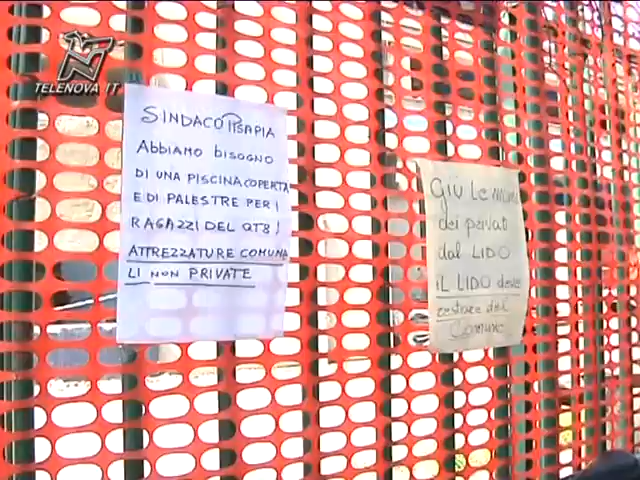 TELENOVA IT
SINDACO PISAPIA
ABBIAMO bISOGNO
DI UNA PISCINA COPERTA
E DI PALESTRE PER I
RAGAZZI DEL QT8!
ATTREZZATURE COMUNA
LI NON PRIVATE
GIÙ Le MANI
dei privati
dal LIDO
iL LIDO deve
restare del
Comune